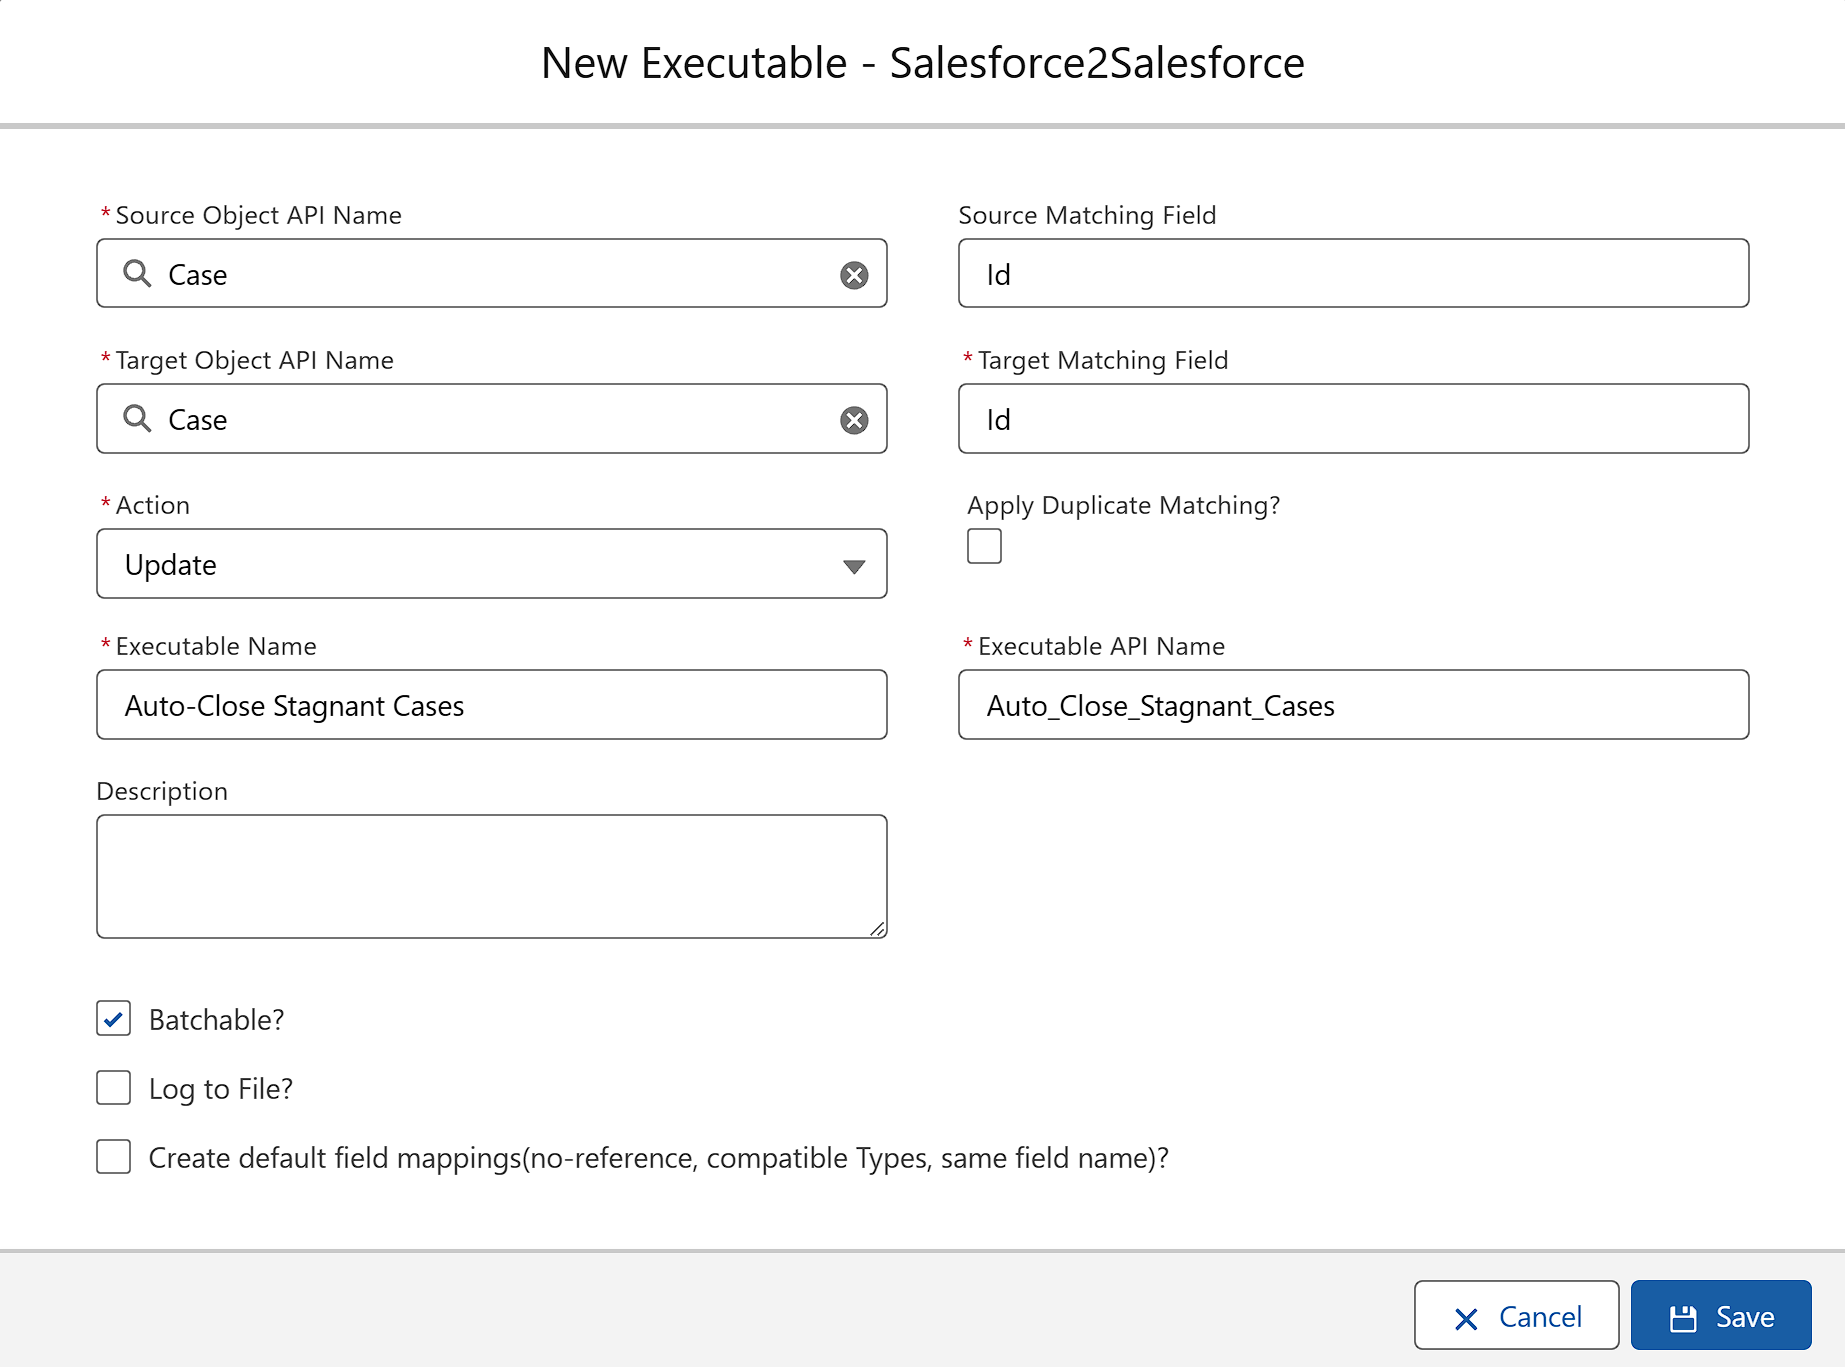 New Executable - Salesforce2Salesforce
*Source Object API Name
Source Matching Field
Case
Id
*Target Object API Name
*Target Matching Field
Case
Id
*Action
Apply Duplicate Matching?
Update
*Executable Name
*Executable API Name
Auto-Close Stagnant Cases
Auto_Close_Stagnant_Cases
Description
Batchable?
Log to File?
Create default field mappings(no-reference, compatible Types, same field name)?
Cancel
Save